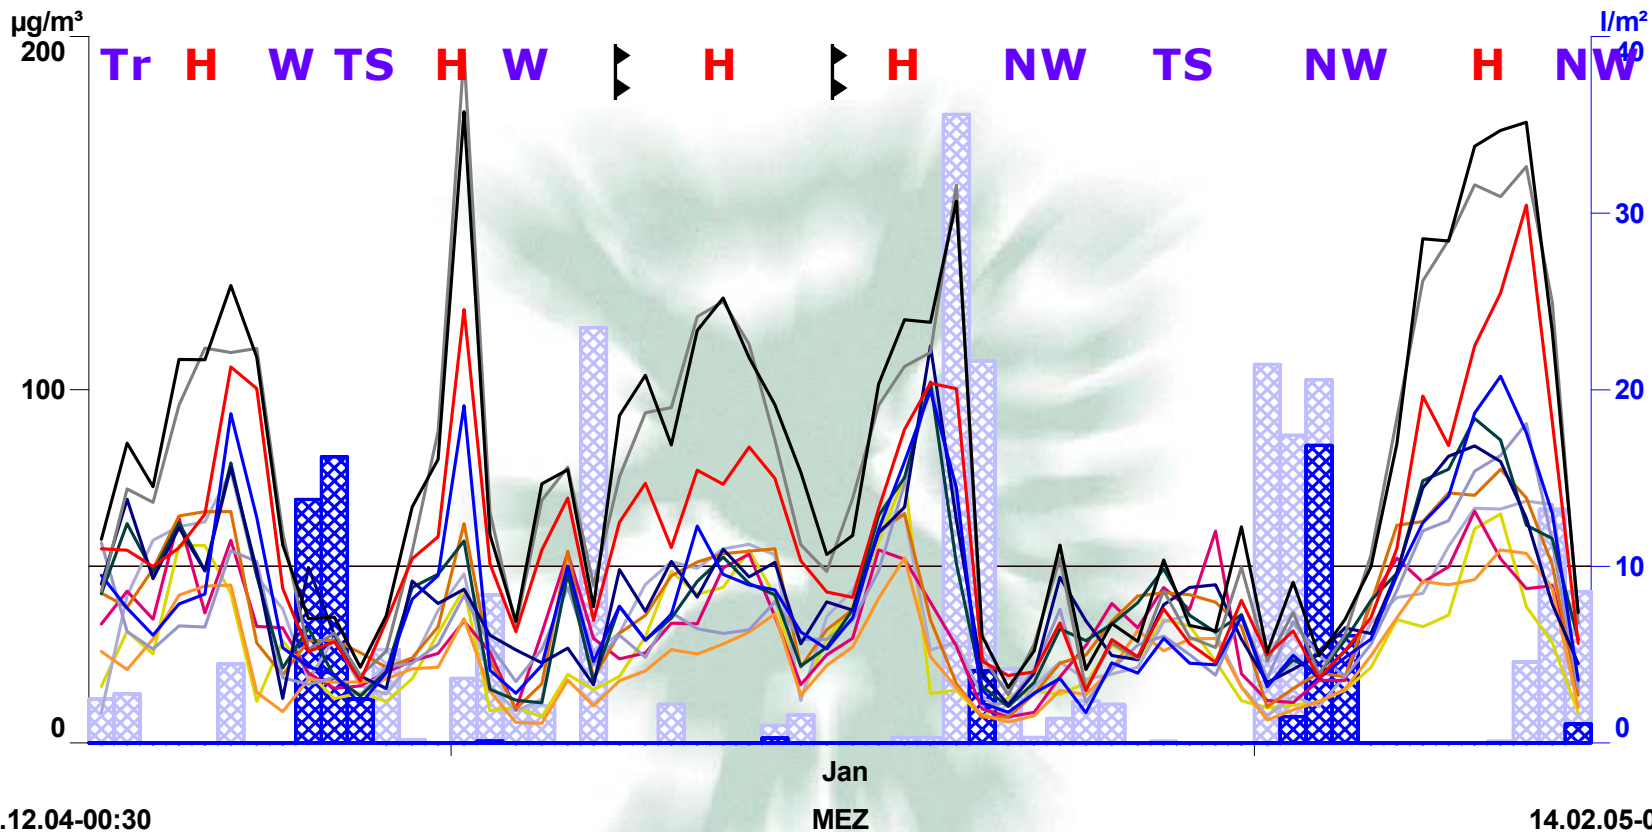 µg/m³ l/m²
200 Tr H W TS H W H H NW TS NW H NW 40
30
100 20
10
0 0
Jan
.12.04-00:30 MEZ 14.02.05-0